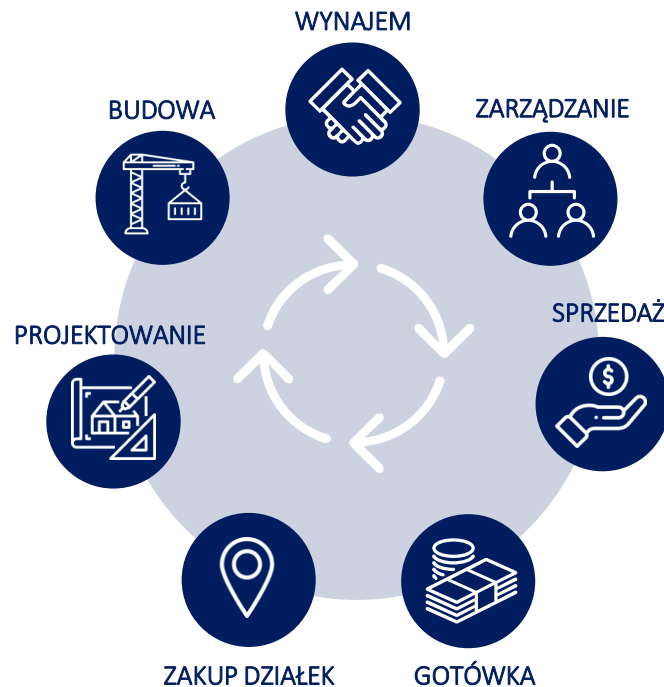 WYNAJEM
BUDOWA
ZARZĄDZANIE
SPRZEDAŻ
PROJEKTOWANIE
$
ZAKUP DZIAŁEK
GOTÓWKA